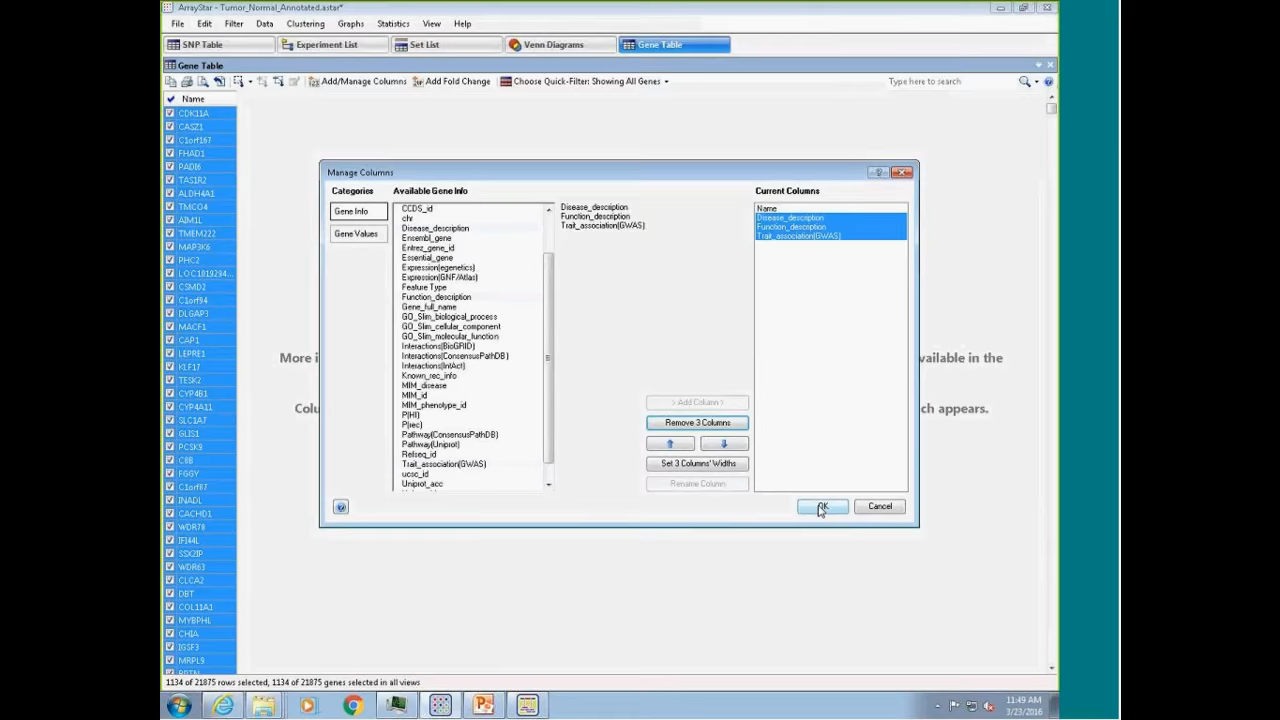 ArrayStar - Tumor_Normal_Annotated.astar*
File Edit Filter Data Clustering Graphs Statistics View Help
SNP Table Experiment List Set List Venn Diagrams Gene Table
Gene Table
Add/Manage Columns Add Fold Change Choose Quick-Filter: Showing All Genes Type here to search
Name
CDK11A
CASZ1
C1orf167
FHAD1
PADI6
TAS1R2
ALDH4A1
TMCO4
AIM1L
TMEM222
MAP3K6
PHC2
LOC1019294...
CSMD2
C1orf94
DLGAP3
MACF1
CAP1
LEPRE1
KLF17
TESK2
CYP4B1
CYP4A11
SLC1A7
GLIS1
PCSK9
C8B
FGGY
C1orf87
INADL
CACHD1
WDR78
IFI44L
SSX2IP
WDR63
CLCA2
DBT
COL11A1
MYBPHL
CHIA
IGSF3
MRPL9
More i
vailable in the
Colu
ch appears.
Manage Columns
Categories Available Gene Info Current Columns
Gene Info
Gene Values
CCDS_id
chr
Disease_description
Ensembl_gene
Entrez_gene_id
Essential_gene
Expression(egenetics)
Expression(GNF/Atlas)
Feature Type
Function_description
Gene_full_name
GO_Slim_biological_process
GO_Slim_cellular_component
GO_Slim_molecular_function
Interactions(BioGRID)
Interactions(ConsensusPathDB)
Interactions(IntAct)
Known_rec_info
MIM_disease
MIM_id
MIM_phenotype_id
P(HI)
P(rec)
Pathway(ConsensusPathDB)
Pathway(Uniprot)
Refseq_id
Trait_association(GWAS)
ucsc_id
Uniprot_acc
Disease_description
Function_description
Trait_association(GWAS)
> Add Column >
Remove 3 Columns
Set 3 Columns' Widths
Rename Column
Name
Disease_description
Function_description
Trait_association(GWAS)
OK Cancel
1134 of 21875 rows selected, 1134 of 21875 genes selected in all views
11:49 AM
3/23/2016